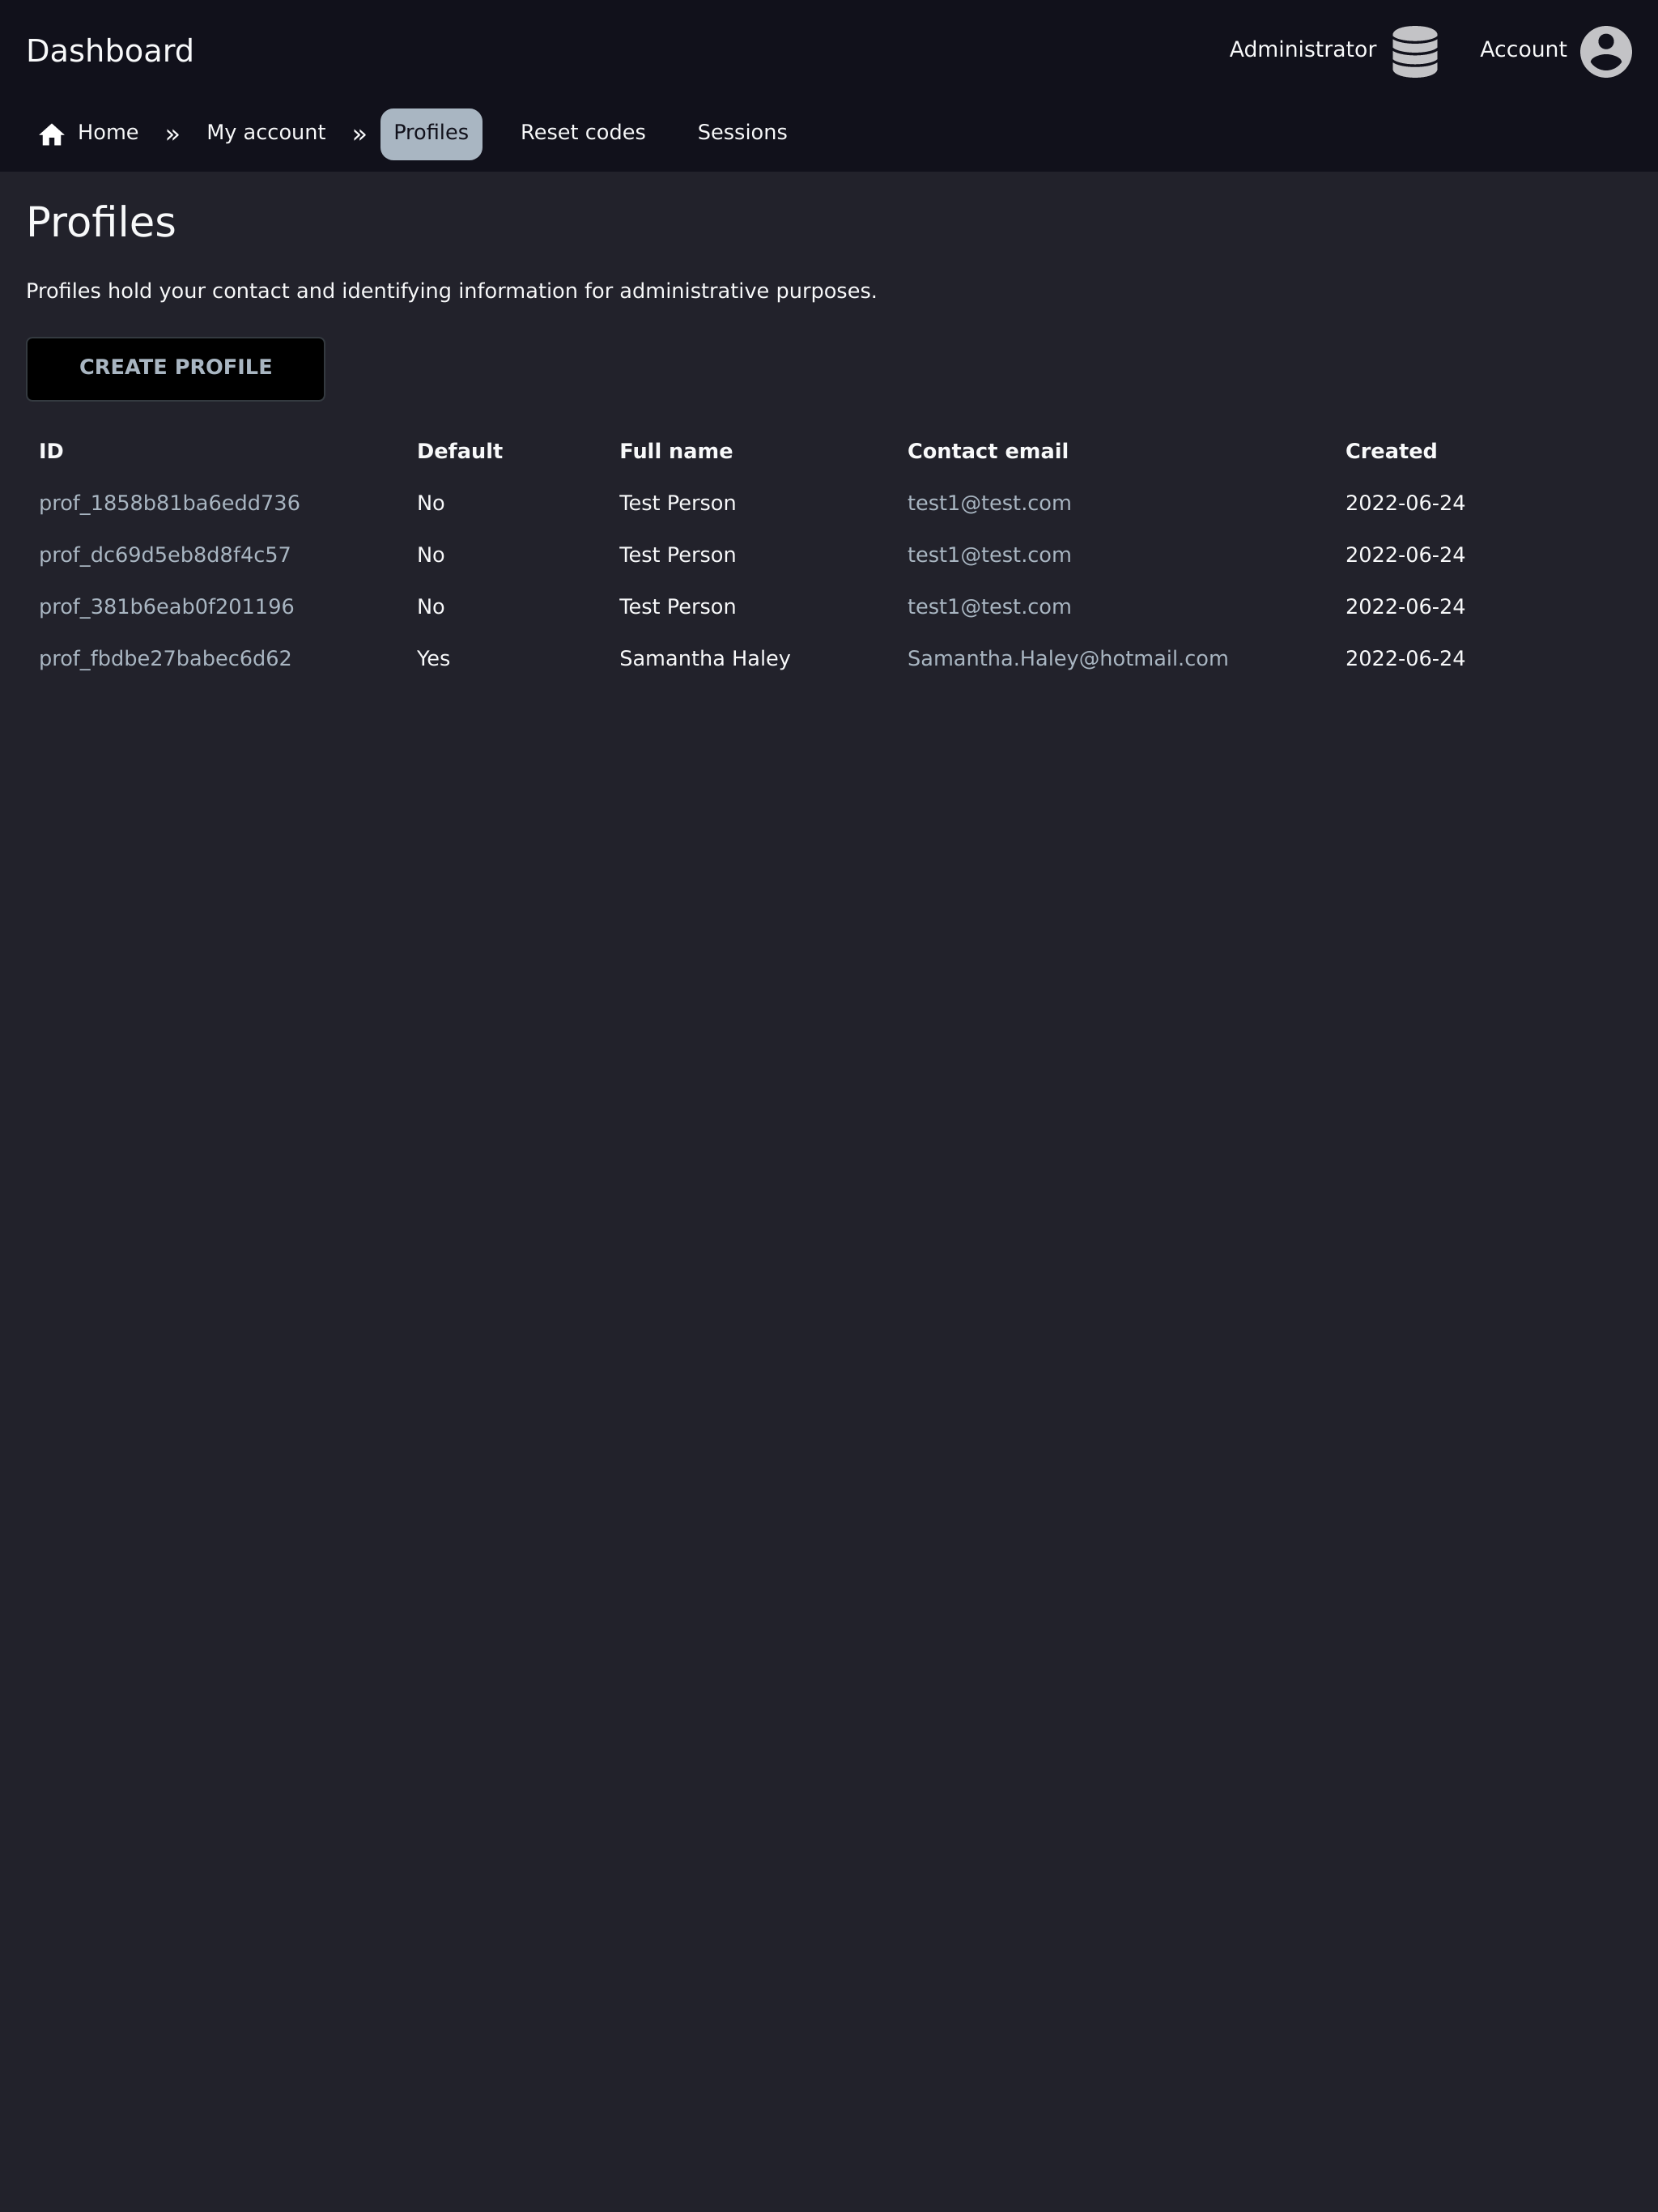 Dashboard
Administrator
Account
Home » My account » Profiles Reset codes Sessions
Profiles
Profiles hold your contact and identifying information for administrative purposes.
CREATE PROFILE
ID Default Full name Contact email Created
prof_1858b81ba6edd736 No Test Person test1@test.com 2022-06-24
prof_dc69d5eb8d8f4c57 No Test Person test1@test.com 2022-06-24
prof_381b6eab0f201196 No Test Person test1@test.com 2022-06-24
prof_fbdbe27babec6d62 Yes Samantha Haley Samantha.Haley@hotmail.com 2022-06-24